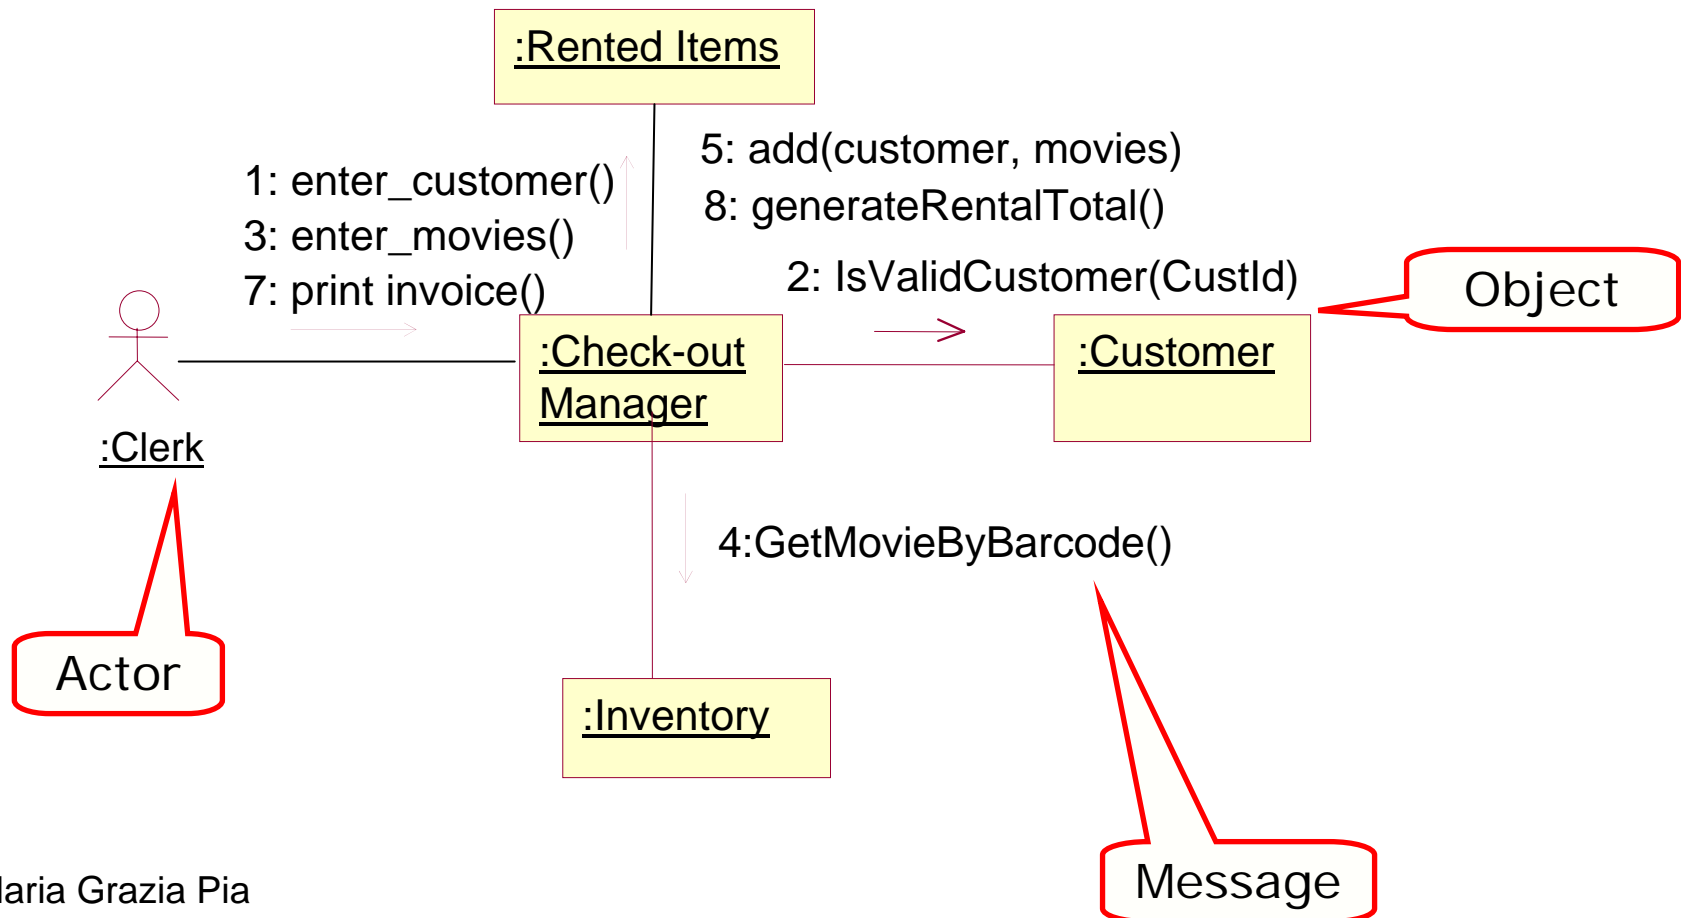 :Rented Items
5: add(customer, movies)
8: generateRentalTotal()
1: enter_customer()
3: enter_movies()
7: print invoice()
2: IsValidCustomer(CustId)
Object
:Check-out
Manager
:Customer
:Clerk
4:GetMovieByBarcode()
Actor
:Inventory
Message
Grazia Pia